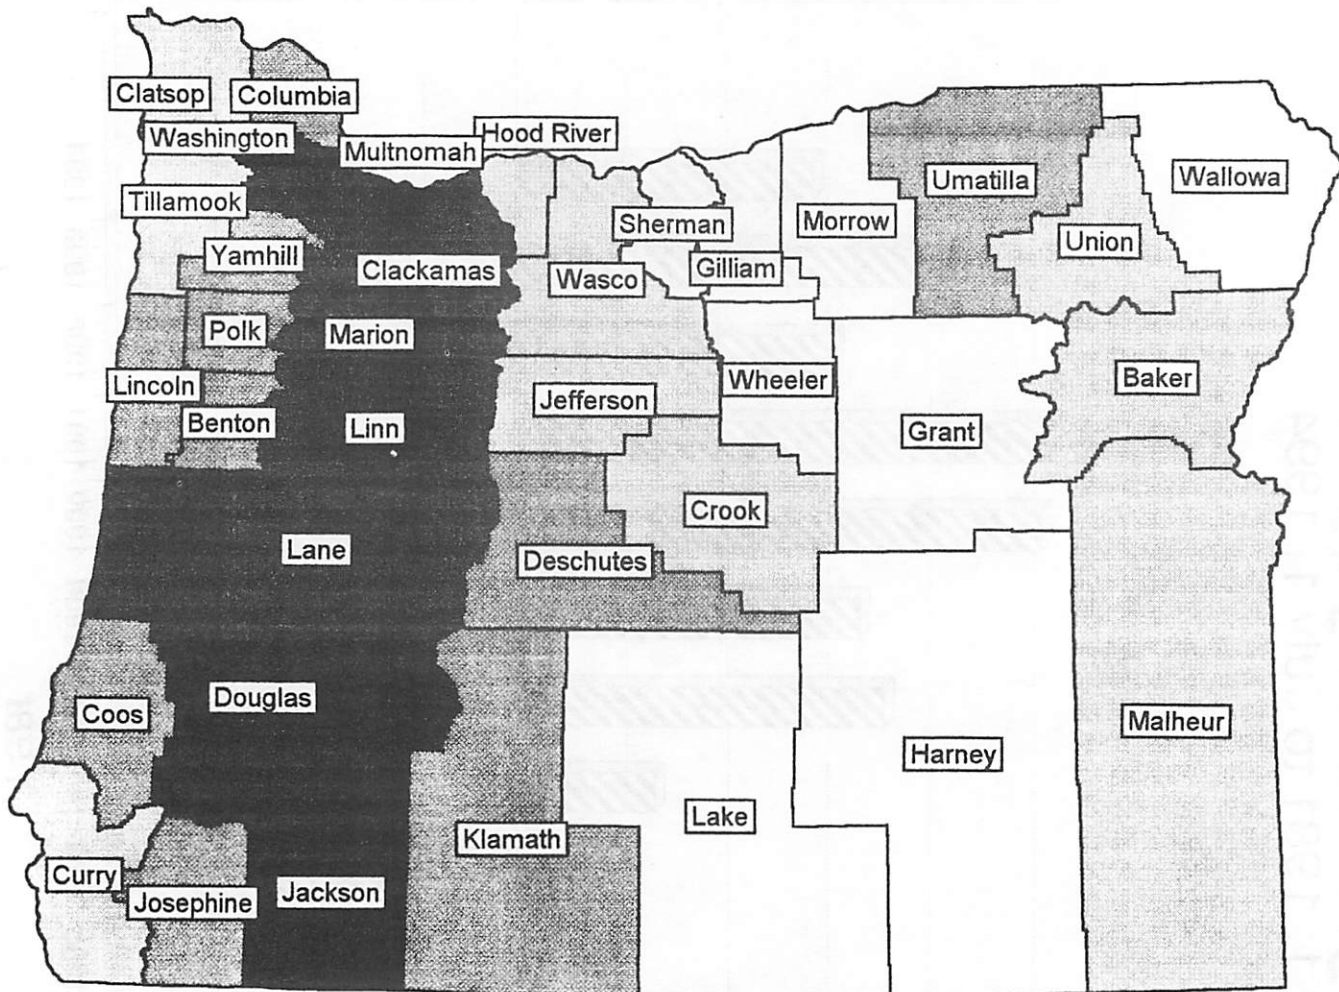 Clatsop
Columbia
Washington
Multnomah
Hood River
Tillamook
Yamhill
Clackamas
Sherman
Wasco
Gilliam
Morrow
Umatilla
Union
Wallowa
Polk
Marion
Lincoln
Benton
Linn
Jefferson
Wheeler
Grant
Baker
Lane
Deschutes
Crook
Coos
Douglas
Klamath
Lake
Harney
Malheur
Curry
Josephine
Jackson